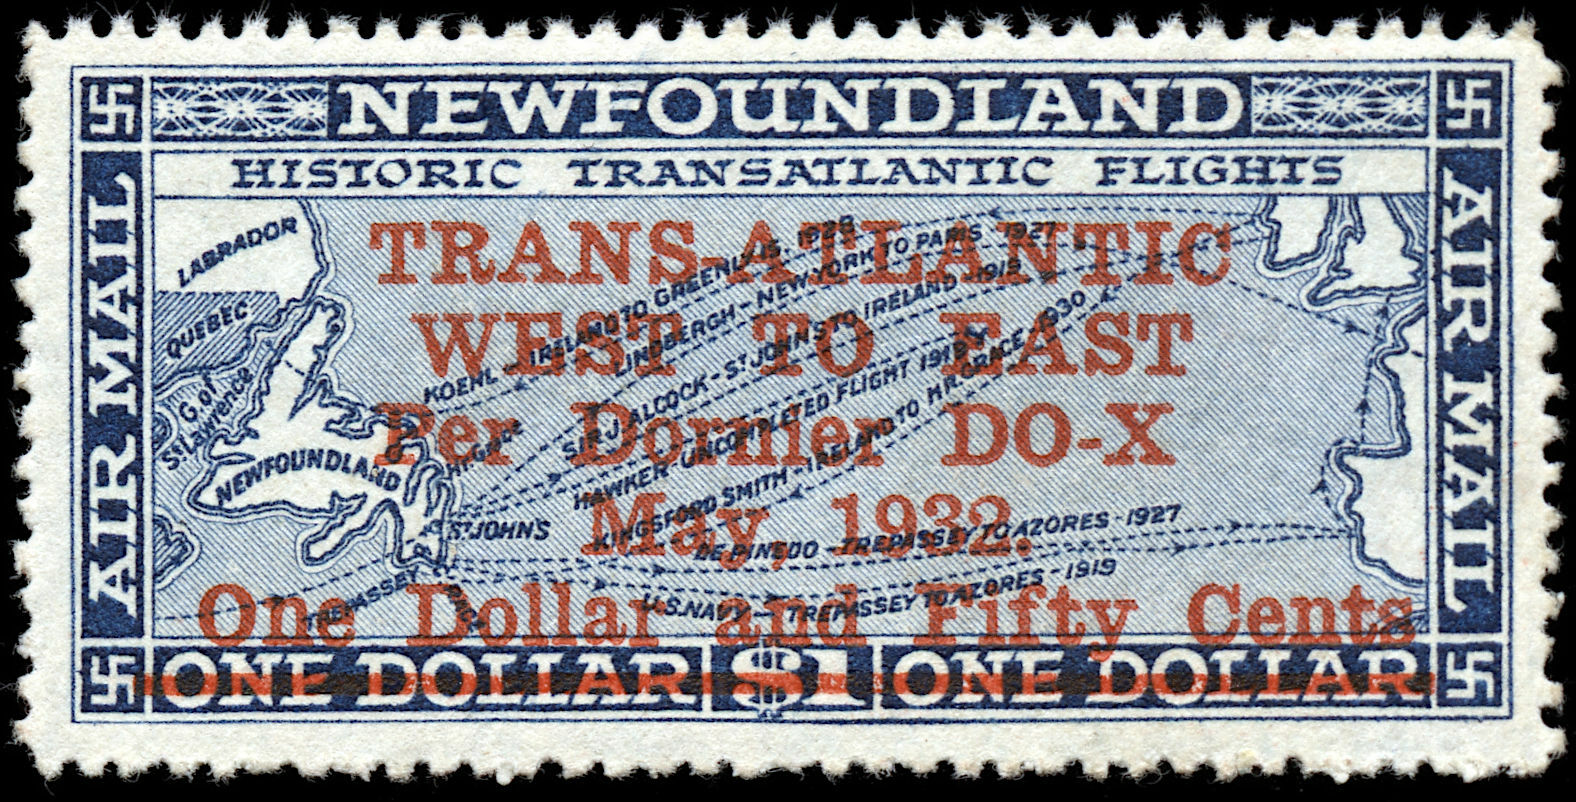 NEWFOUNDLAND
HISTORIC TRANSATLANTIC FLIGHTS
AIR MAIL
AIR MAIL
LABRADOR
QUEBEC
G. of
St. Lawrence
NEWFOUNDLAND
Hr. Grace
ST. JOHN'S
TREPASSEY
KOEHL - IRELAND TO GREENLY IS. 1928
LINDBERGH - NEW YORK TO PARIS - 1927
SIR J. ALCOCK - ST. JOHNS TO IRELAND - 1919
HAWKER - UNCOMPLETED FLIGHT 1919
KINGSFORD SMITH - IRELAND TO HR. GRACE - 1930
DE PINEDO - TREPASSEY TO AZORES - 1927
U.S. NAVY - TREPASSEY TO AZORES - 1919
TRANS-ATLANTIC
WEST TO EAST
Per Dornier DO-X
May, 1932.
One Dollar and Fifty Cents
ONE DOLLAR $1 ONE DOLLAR